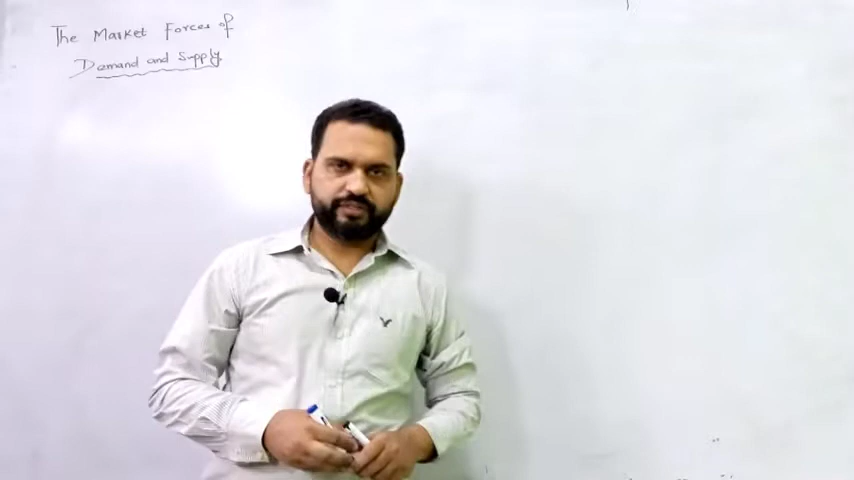 The Market Forces of
Demand and Supply